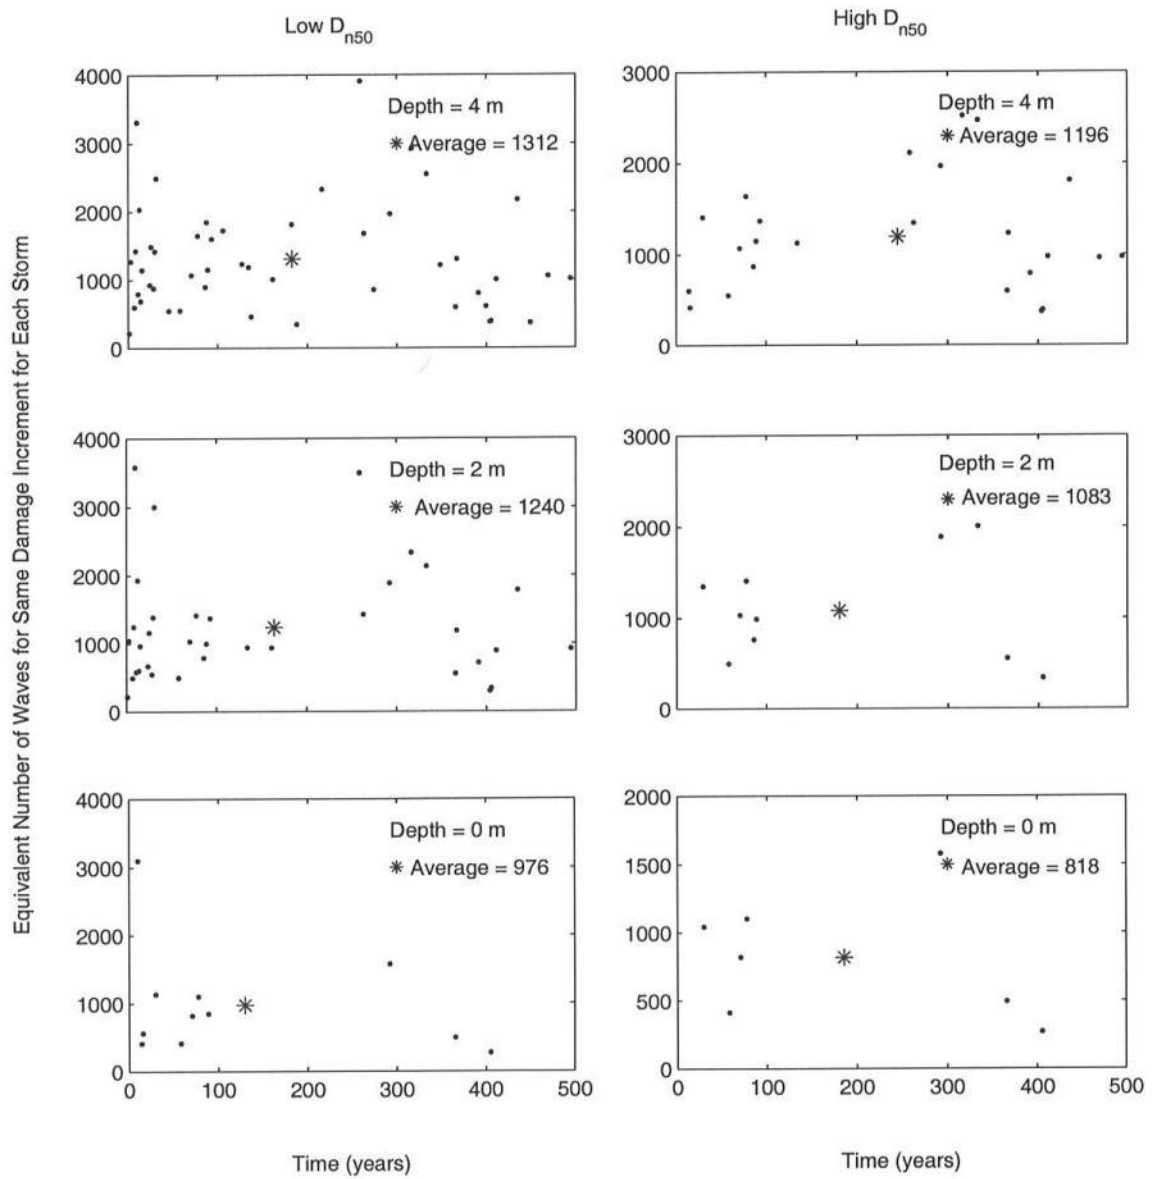 Low Dn50
High Dn50
Equivalent Number of Waves for Same Damage Increment for Each Storm
4000
3000
2000
1000
0
Depth = 4 m
Average = 1312
3000
2000
1000
0
Depth = 4 m
Average = 1196
4000
3000
2000
1000
0
Depth = 2 m
Average = 1240
3000
2000
1000
0
Depth = 2 m
Average = 1083
4000
3000
2000
1000
0
Depth = 0 m
Average = 976
0 100 200 300 400 500
Time (years)
2000
1500
1000
500
0
Depth = 0 m
Average = 818
0 100 200 300 400 500
Time (years)